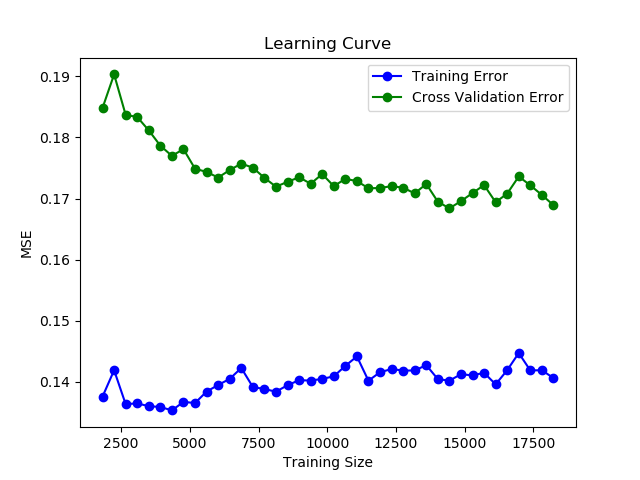 Learning Curve
Training Error
Cross Validation Error
0.19
0.18
0.17
0.16
0.15
0.14
MSE
2500 5000 7500 10000 12500 15000 17500
Training Size